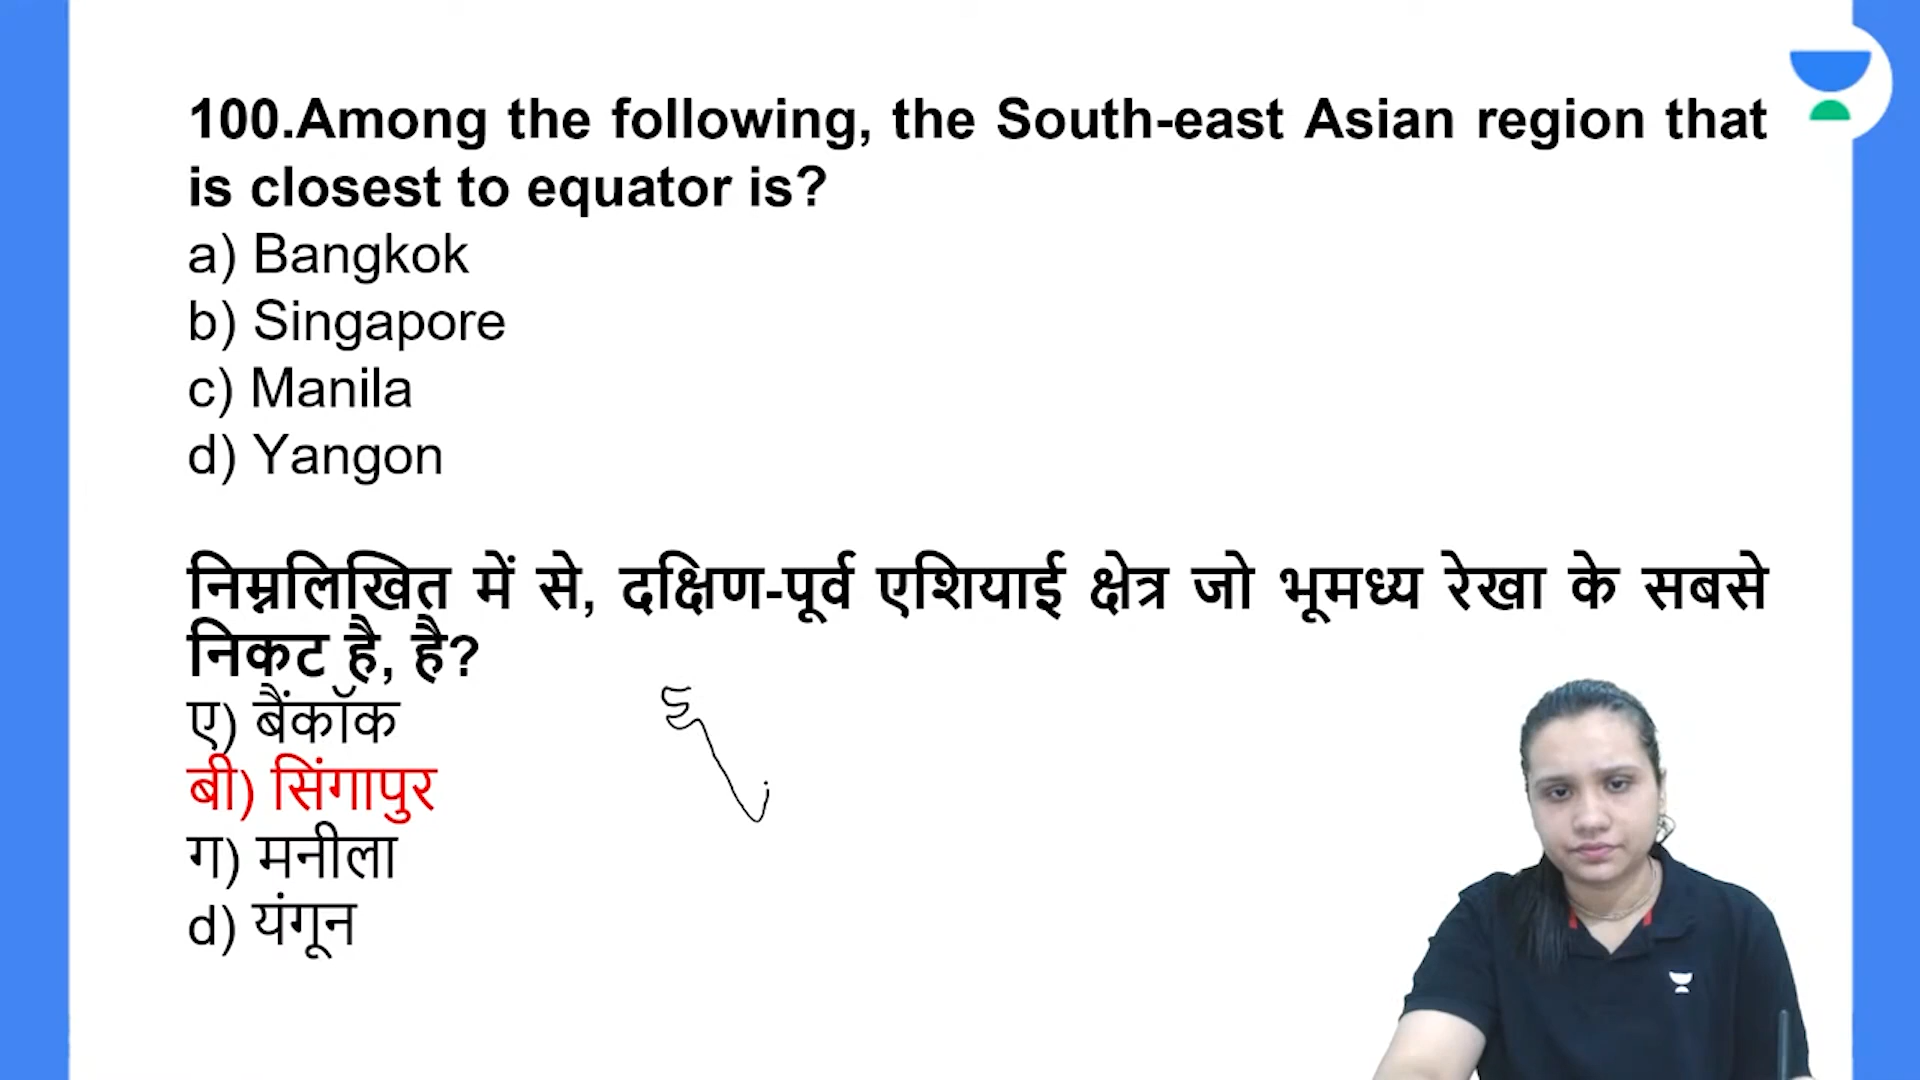 100.Among the following, the South-east Asian region that
is closest to equator is?
a) Bangkok
b) Singapore
c) Manila
d) Yangon
निम्नलिखित में से, दक्षिण-पूर्व एशियाई क्षेत्र जो भूमध्य रेखा के सबसे
निकट है, है?
ए) बैंकॉक
बी) सिंगापुर
ग) मनीला
d) यंगून